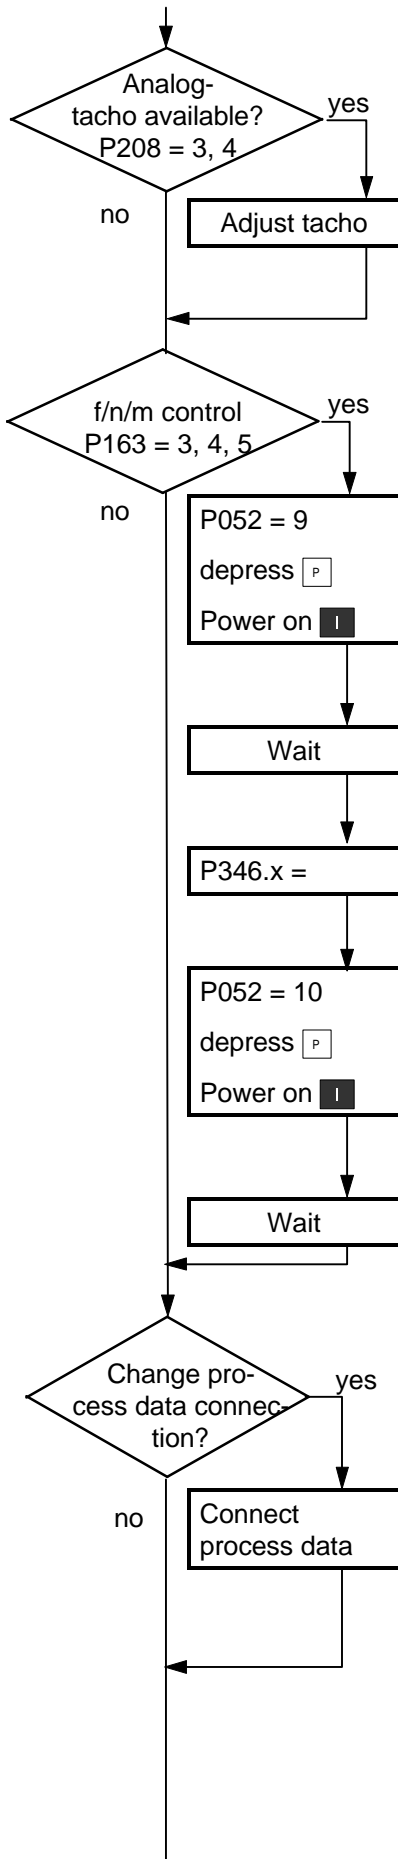 Analog-
tacho available?
P208 = 3, 4
yes
no
Adjust tacho
f/n/m control
P163 = 3, 4, 5
yes
no
P052 = 9
depress P
Power on I
Wait
P346.x =
P052 = 10
depress P
Power on I
Wait
Change pro-
cess data connec-
tion?
yes
no
Connect
process data